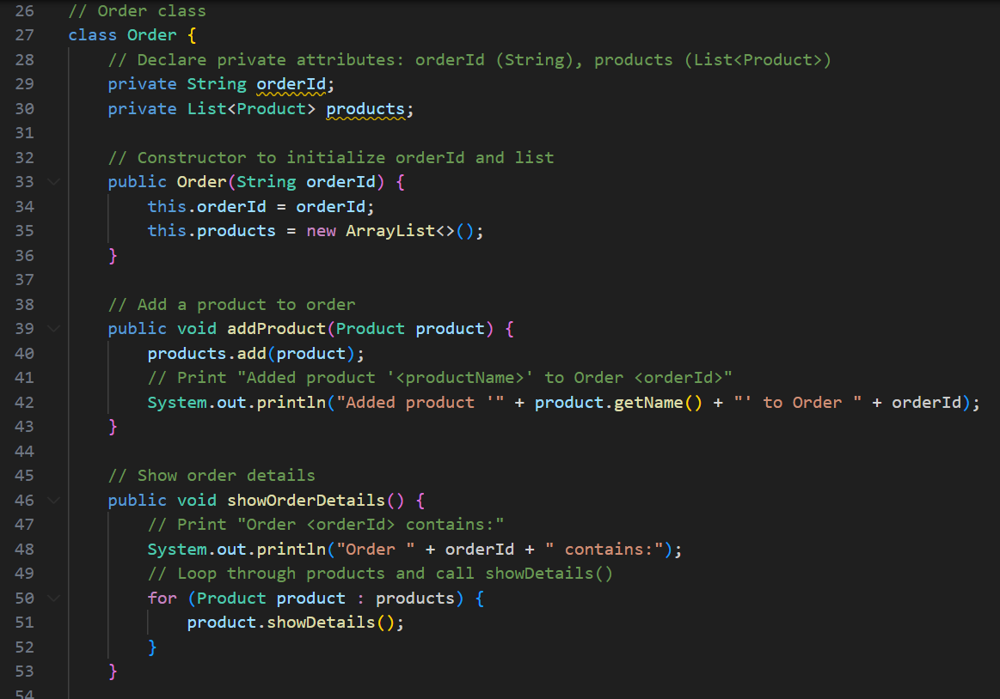 26 // Order class
27 class Order {
28     // Declare private attributes: orderId (String), products (List<Product>)
29     private String orderId;
30     private List<Product> products;
31
32     // Constructor to initialize orderId and list
33     public Order(String orderId) {
34         this.orderId = orderId;
35         this.products = new ArrayList<>();
36     }
37
38     // Add a product to order
39     public void addProduct(Product product) {
40         products.add(product);
41         // Print "Added product '<productName>' to Order <orderId>"
42         System.out.println("Added product '" + product.getName() + "' to Order " + orderId);
43     }
44
45     // Show order details
46     public void showOrderDetails() {
47         // Print "Order <orderId> contains:"
48         System.out.println("Order " + orderId + " contains:");
49         // Loop through products and call showDetails()
50         for (Product product : products) {
51             product.showDetails();
52         }
53     }
54